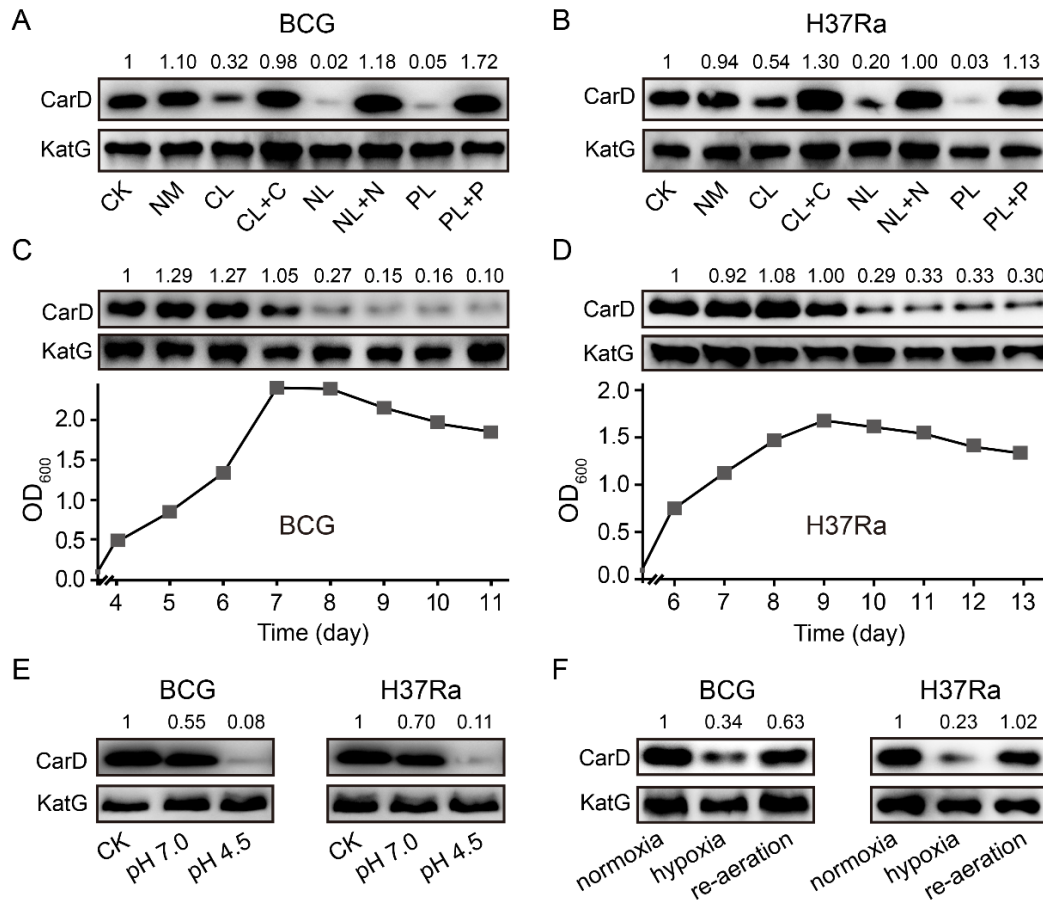 A
BCG
1 1.10 0.32 0.98 0.02 1.18 0.05 1.72
CarD
KatG
CK NM CL CL+C NL NL+N PL PL+P
B
H37Ra
1 0.94 0.54 1.30 0.20 1.00 0.03 1.13
CarD
KatG
CK NM CL CL+C NL NL+N PL PL+P
C
1 1.29 1.27 1.05 0.27 0.15 0.16 0.10
CarD
KatG
2.0
1.5
1.0
0.5
0.0
OD600
BCG
4 5 6 7 8 9 10 11
Time (day)
D
1 0.92 1.08 1.00 0.29 0.33 0.33 0.30
CarD
KatG
2.0
1.5
1.0
0.5
0.0
OD600
H37Ra
6 7 8 9 10 11 12 13
Time (day)
E
BCG H37Ra
1 0.55 0.08 1 0.70 0.11
CarD
KatG
CK pH 7.0 pH 4.5 CK pH 7.0 pH 4.5
F
BCG H37Ra
1 0.34 0.63 1 0.23 1.02
CarD
KatG
normoxia hypoxia re-aeration normoxia hypoxia re-aeration